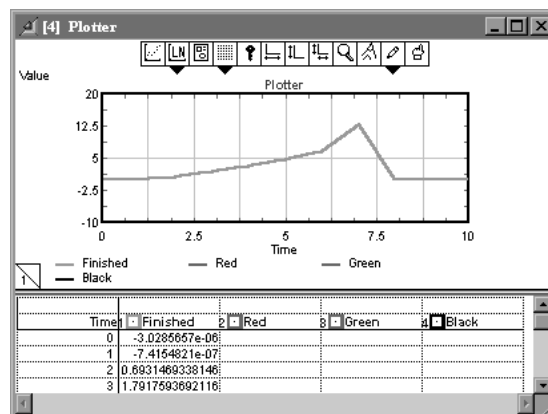 [4] Plotter
LN
Value
Plotter
20
12.5
5
-2.5
-10
0 2.5 5 7.5 10
Time
Finished Red Green
Black
1
Time 1 Finished 2 Red 3 Green 4 Black
0 -3.0285657e-06
1 -7.4154821e-07
2 0.6931469338146
3 1.7917593692116